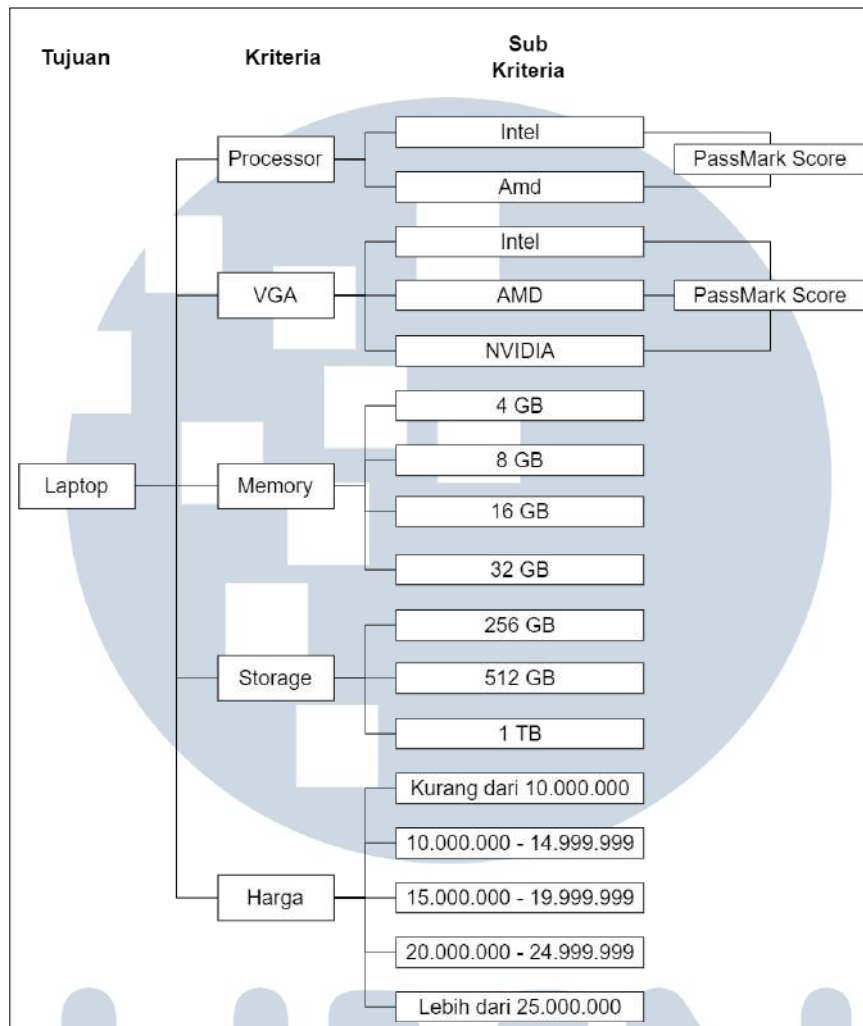 Tujuan
Kriteria
Sub
Kriteria
Processor
Intel
Amd
PassMark Score
VGA
Intel
AMD
NVIDIA
PassMark Score
Laptop
Memory
4 GB
8 GB
16 GB
32 GB
Storage
256 GB
512 GB
1 TB
Harga
Kurang dari 10.000.000
10.000.000 - 14.999.999
15.000.000 - 19.999.999
20.000.000 - 24.999.999
Lebih dari 25.000.000